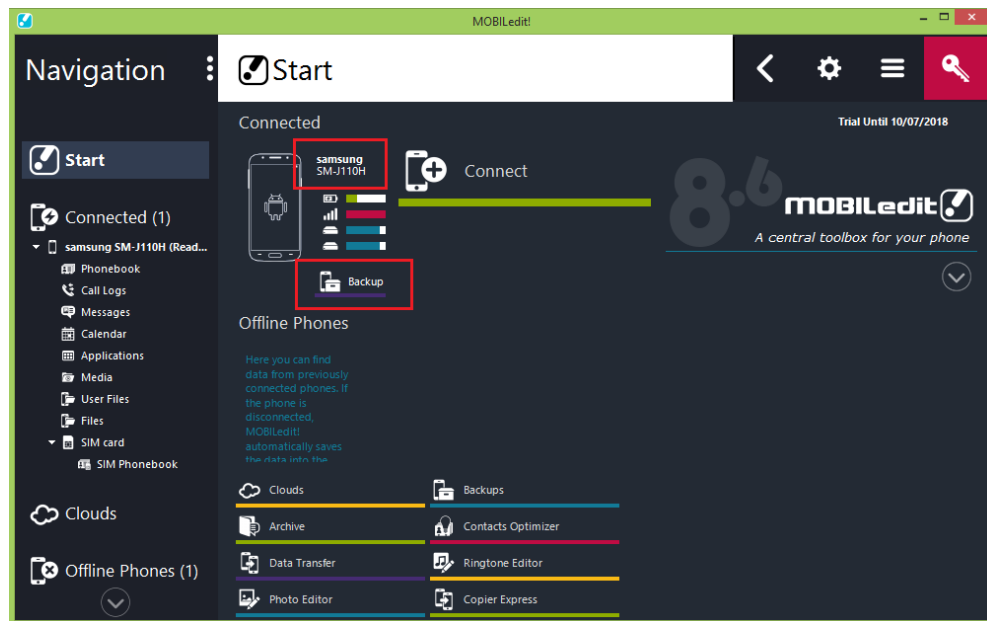 MOBILedit!
Navigation
Start
Start
Connected (1)
samsung SM-J110H (Read...
Phonebook
Call Logs
Messages
Calendar
Applications
Media
User Files
Files
SIM card
SIM Phonebook
Clouds
Offline Phones (1)
Connected
Trial Until 10/07/2018
samsung
SM-J110H
Connect
Backup
8.6
MOBILedit
A central toolbox for your phone
Offline Phones
Here you can find
data from previously
connected phones. If
the phone is
disconnected,
MOBILedit!
automatically saves
the data into the
Clouds
Backups
Archive
Contacts Optimizer
Data Transfer
Ringtone Editor
Photo Editor
Copier Express